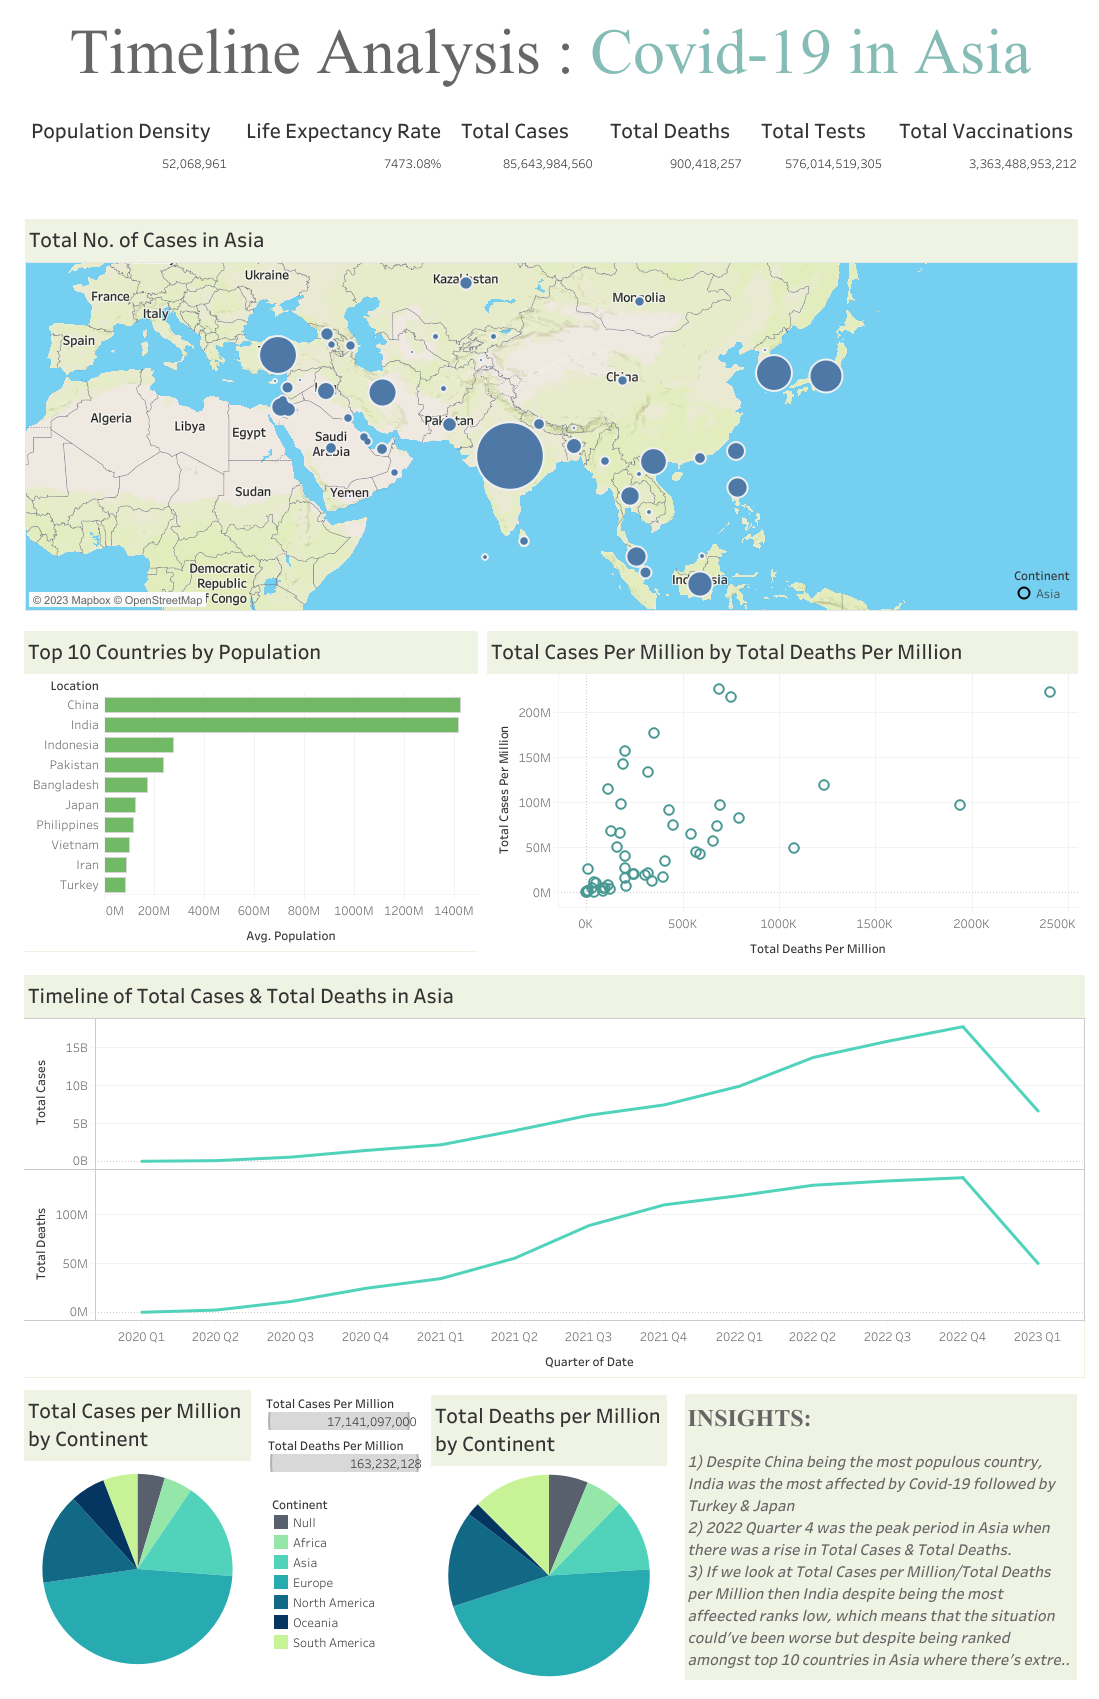 Timeline Analysis : Covid-19 in Asia
Population Density
Life Expectancy Rate
Total Cases
Total Deaths
Total Tests
Total Vaccinations
52,068,961
7473.08%
85,643,984,560
900,418,257
576,014,519,305
3,363,488,953,212
Total No. of Cases in Asia
Ukraine
Kazakhstan
Mongolia
France
Italy
Spain
China
Algeria
Libya
Egypt
Pakistan
Saudi
Arabia
Sudan
Yemen
Democratic
Republic
of Congo
Indonesia
Continent
Asia
© 2023 Mapbox © OpenStreetMap
Top 10 Countries by Population
Location
China
India
Indonesia
Pakistan
Bangladesh
Japan
Philippines
Vietnam
Iran
Turkey
0M 200M 400M 600M 800M 1000M 1200M 1400M
Avg. Population
Total Cases Per Million by Total Deaths Per Million
Total Cases Per Million
200M
150M
100M
50M
0M
0K 500K 1000K 1500K 2000K 2500K
Total Deaths Per Million
Timeline of Total Cases & Total Deaths in Asia
Total Cases
15B
10B
5B
0B
Total Deaths
100M
50M
0M
2020 Q1 2020 Q2 2020 Q3 2020 Q4 2021 Q1 2021 Q2 2021 Q3 2021 Q4 2022 Q1 2022 Q2 2022 Q3 2022 Q4 2023 Q1
Quarter of Date
Total Cases per Million
by Continent
Total Cases Per Million
17,141,097,000
Total Deaths Per Million
163,232,128
Continent
Null
Africa
Asia
Europe
North America
Oceania
South America
Total Deaths per Million
by Continent
INSIGHTS:
1) Despite China being the most populous country,
India was the most affected by Covid-19 followed by
Turkey & Japan
2) 2022 Quarter 4 was the peak period in Asia when
there was a rise in Total Cases & Total Deaths.
3) If we look at Total Cases per Million/Total Deaths
per Million then India despite being the most
affeected ranks low, which means that the situation
could've been worse but despite being ranked
amongst top 10 countries in Asia where there's extre..